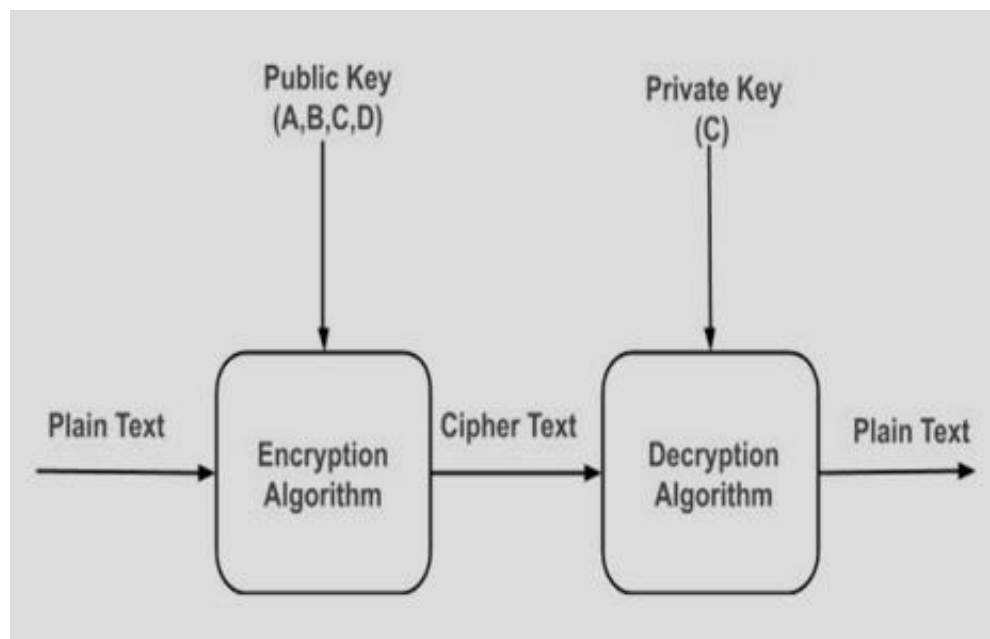 Public Key
(A,B,C,D)
Private Key
(C)
Plain Text
Encryption
Algorithm
Cipher Text
Decryption
Algorithm
Plain Text